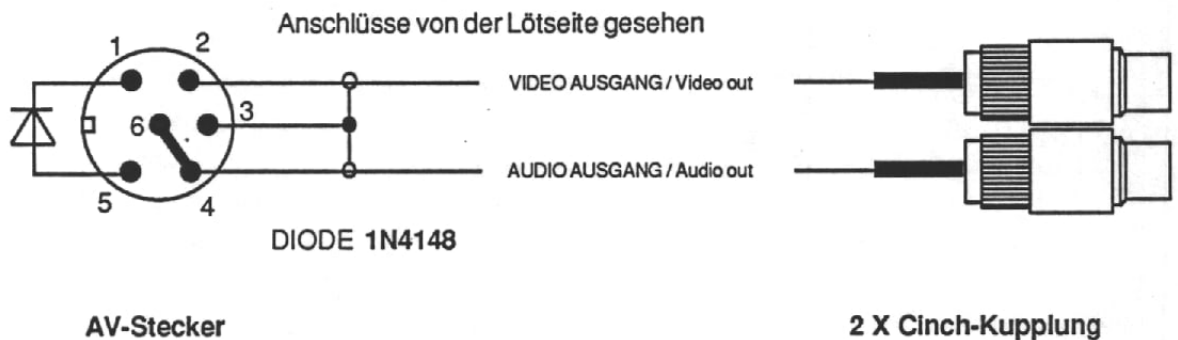 Anschlüsse von der Lötseite gesehen
1 2
VIDEO AUSGANG / Video out
6 3
AUDIO AUSGANG / Audio out
5 4
DIODE 1N4148
AV-Stecker 2 X Cinch-Kupplung